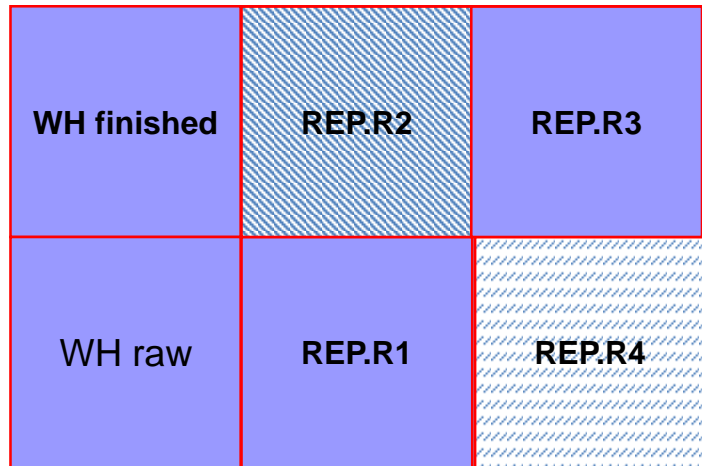 WH finished
REP.R2
REP.R3
WH raw
REP.R1
REP.R4